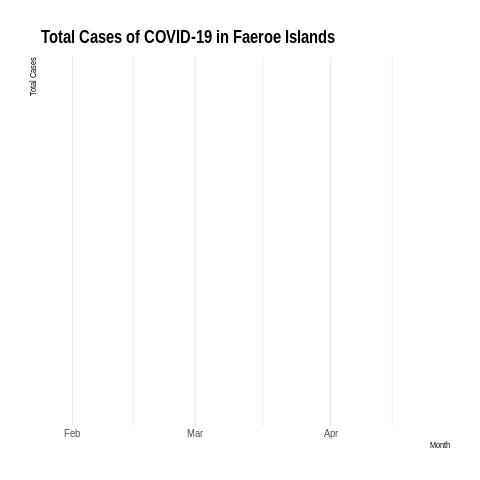 Total Cases of COVID-19 in Faeroe Islands
Total Cases
Feb Mar Apr
Month